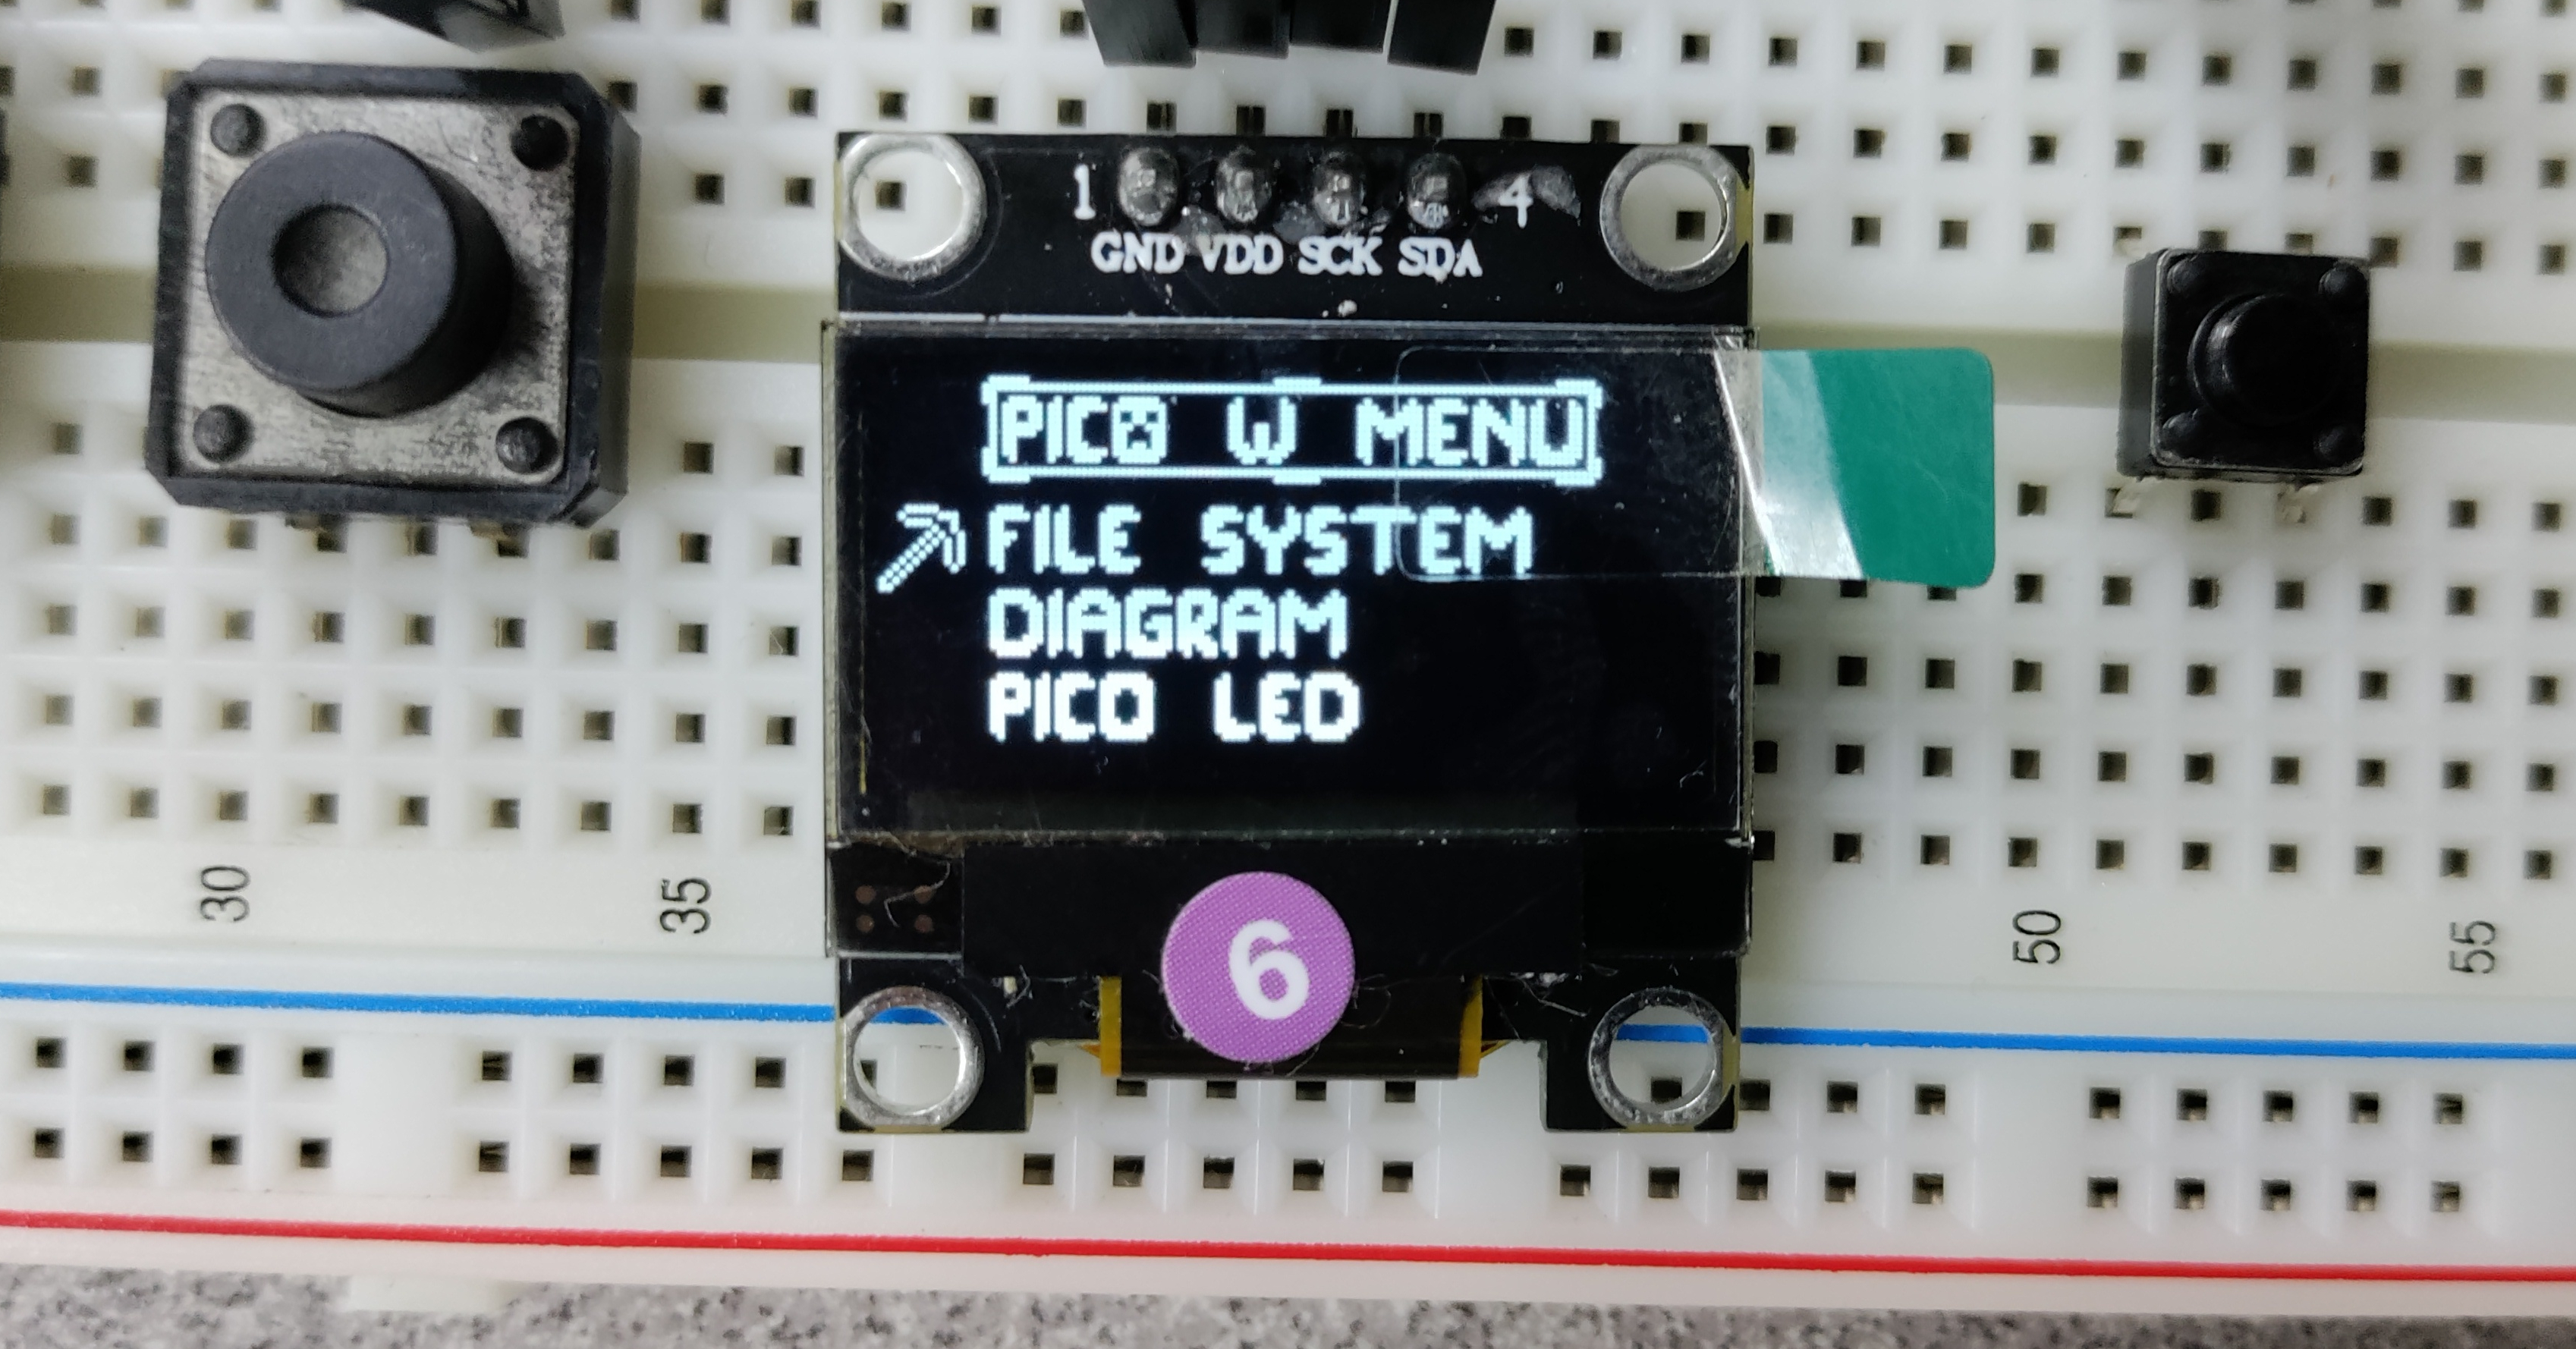 1 4
GND VDD SCK SDA
PICO W MENU
FILE SYSTEM
DIAGRAM
PICO LED
30 35 50 55
6